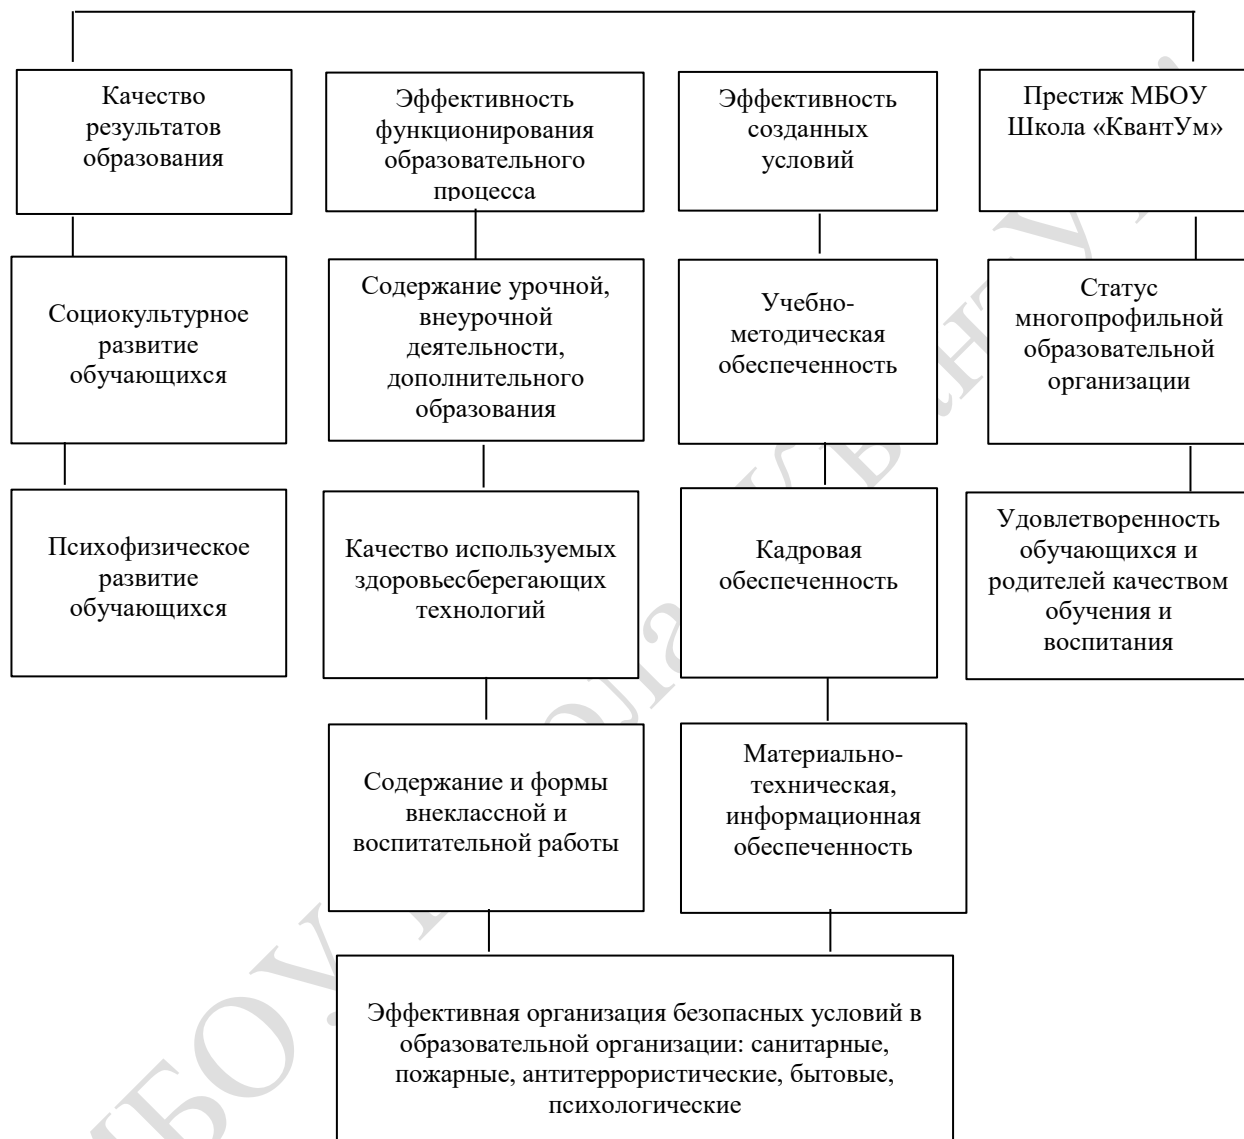 Качество
результатов
образования
Эффективность
функционирования
образовательного
процесса
Эффективность
созданных
условий
Престиж МБОУ
Школа «КвантУм»
Социокультурное
развитие
обучающихся
Содержание урочной,
внеурочной
деятельности,
дополнительного
образования
Учебно-
методическая
обеспеченность
Статус
многопрофильной
образовательной
организации
Психофизическое
развитие
обучающихся
Качество используемых
здоровьесберегающих
технологий
Кадровая
обеспеченность
Удовлетворенность
обучающихся и
родителей качеством
обучения и
воспитания
Содержание и формы
внеклассной и
воспитательной работы
Материально-
техническая,
информационная
обеспеченность
Эффективная организация безопасных условий в
образовательной организации: санитарные,
пожарные, антитеррористические, бытовые,
психологические